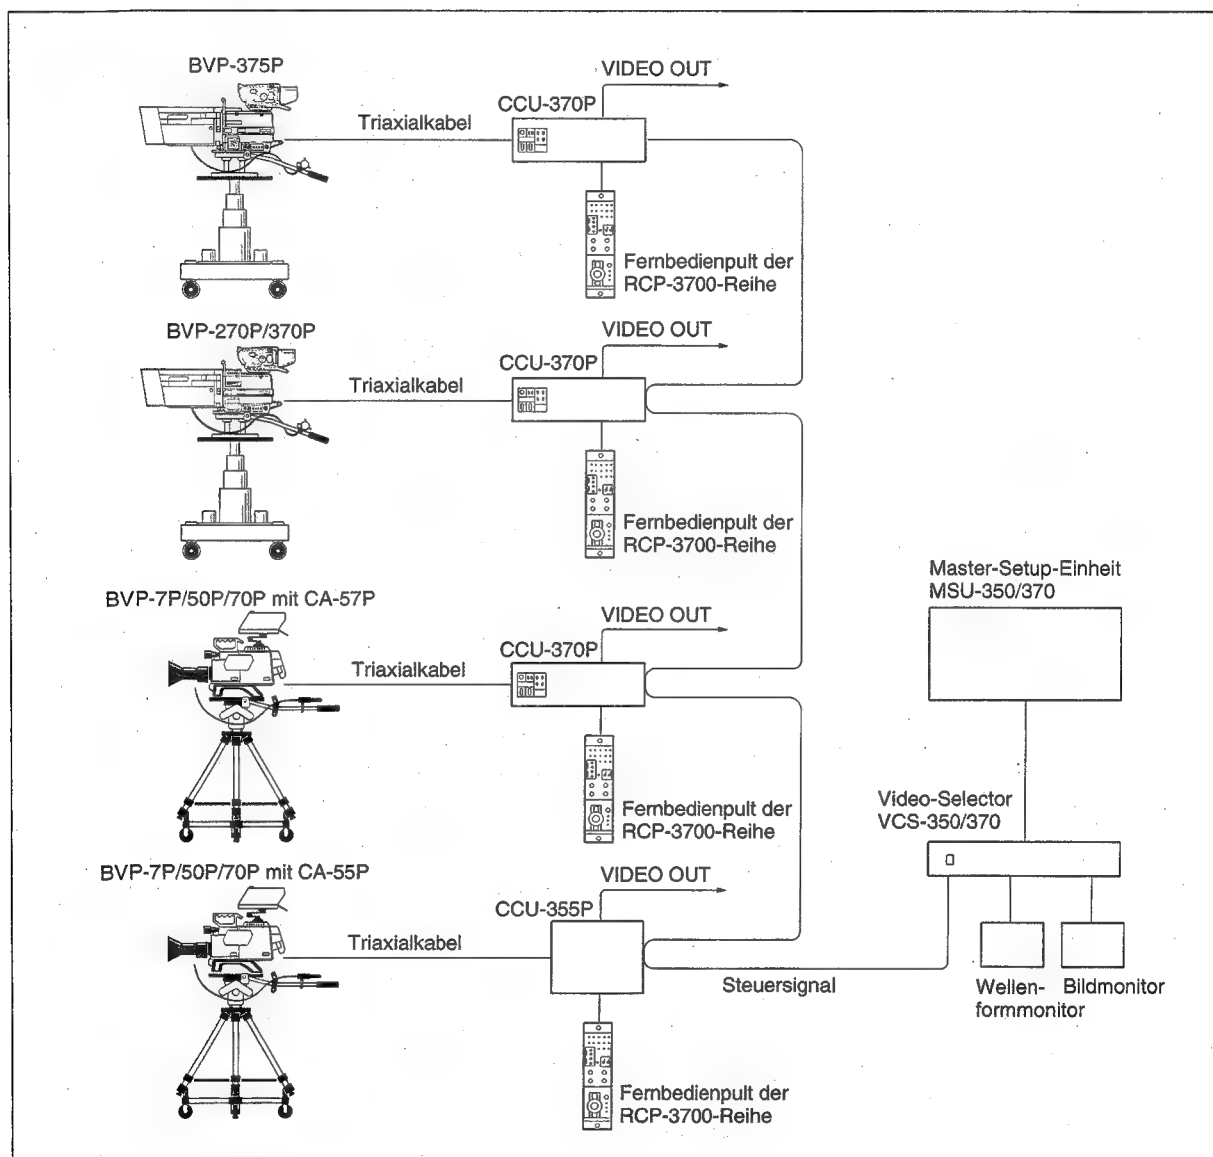 BVP-375P
VIDEO OUT
CCU-370P
Triaxialkabel
Fernbedienpult der
RCP-3700-Reihe
BVP-270P/370P
VIDEO OUT
CCU-370P
Triaxialkabel
Fernbedienpult der
RCP-3700-Reihe
BVP-7P/50P/70P mit CA-57P
VIDEO OUT
CCU-370P
Triaxialkabel
Fernbedienpult der
RCP-3700-Reihe
Master-Setup-Einheit
MSU-350/370
Video-Selector
VCS-350/370
BVP-7P/50P/70P mit CA-55P
VIDEO OUT
CCU-355P
Triaxialkabel
Steuersignal
Wellen-
formmonitor
Bildmonitor
Fernbedienpult der
RCP-3700-Reihe